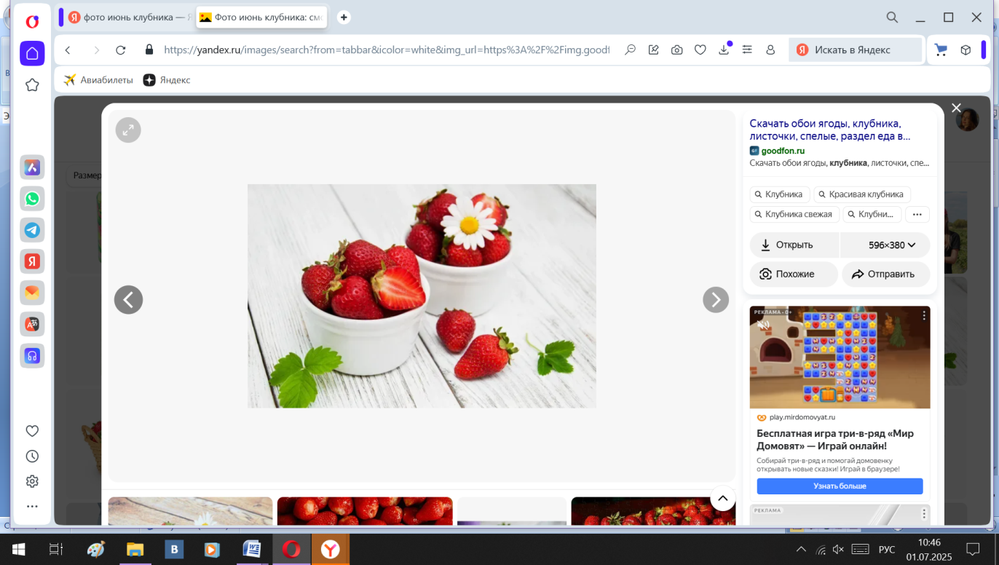 фото июнь клубника —
Фото июнь клубника: смо
https://yandex.ru/images/search?from=tabbar&icolor=white&img_url=https%3A%2F%2Fimg.goodf
Искать в Яндекс
Авиабилеты
Яндекс
Размер
Скачать обои ягоды, клубника,
листочки, спелые, раздел еда в...
goodfon.ru
Скачать обои ягоды, клубника, листочки, спе...
Клубника
Красивая клубника
Клубника свежая
Клубни...
Открыть
596×380
Похожие
Отправить
РЕКЛАМА • 0+
play.mirdomovyat.ru
Бесплатная игра три-в-ряд «Мир
Домовят» — Играй онлайн!
Собирай три-в-ряд и помогай домовенку
открывать новые сказки! Играй в браузере!
Узнать больше
РЕКЛАМА
РУС
10:46
01.07.2025